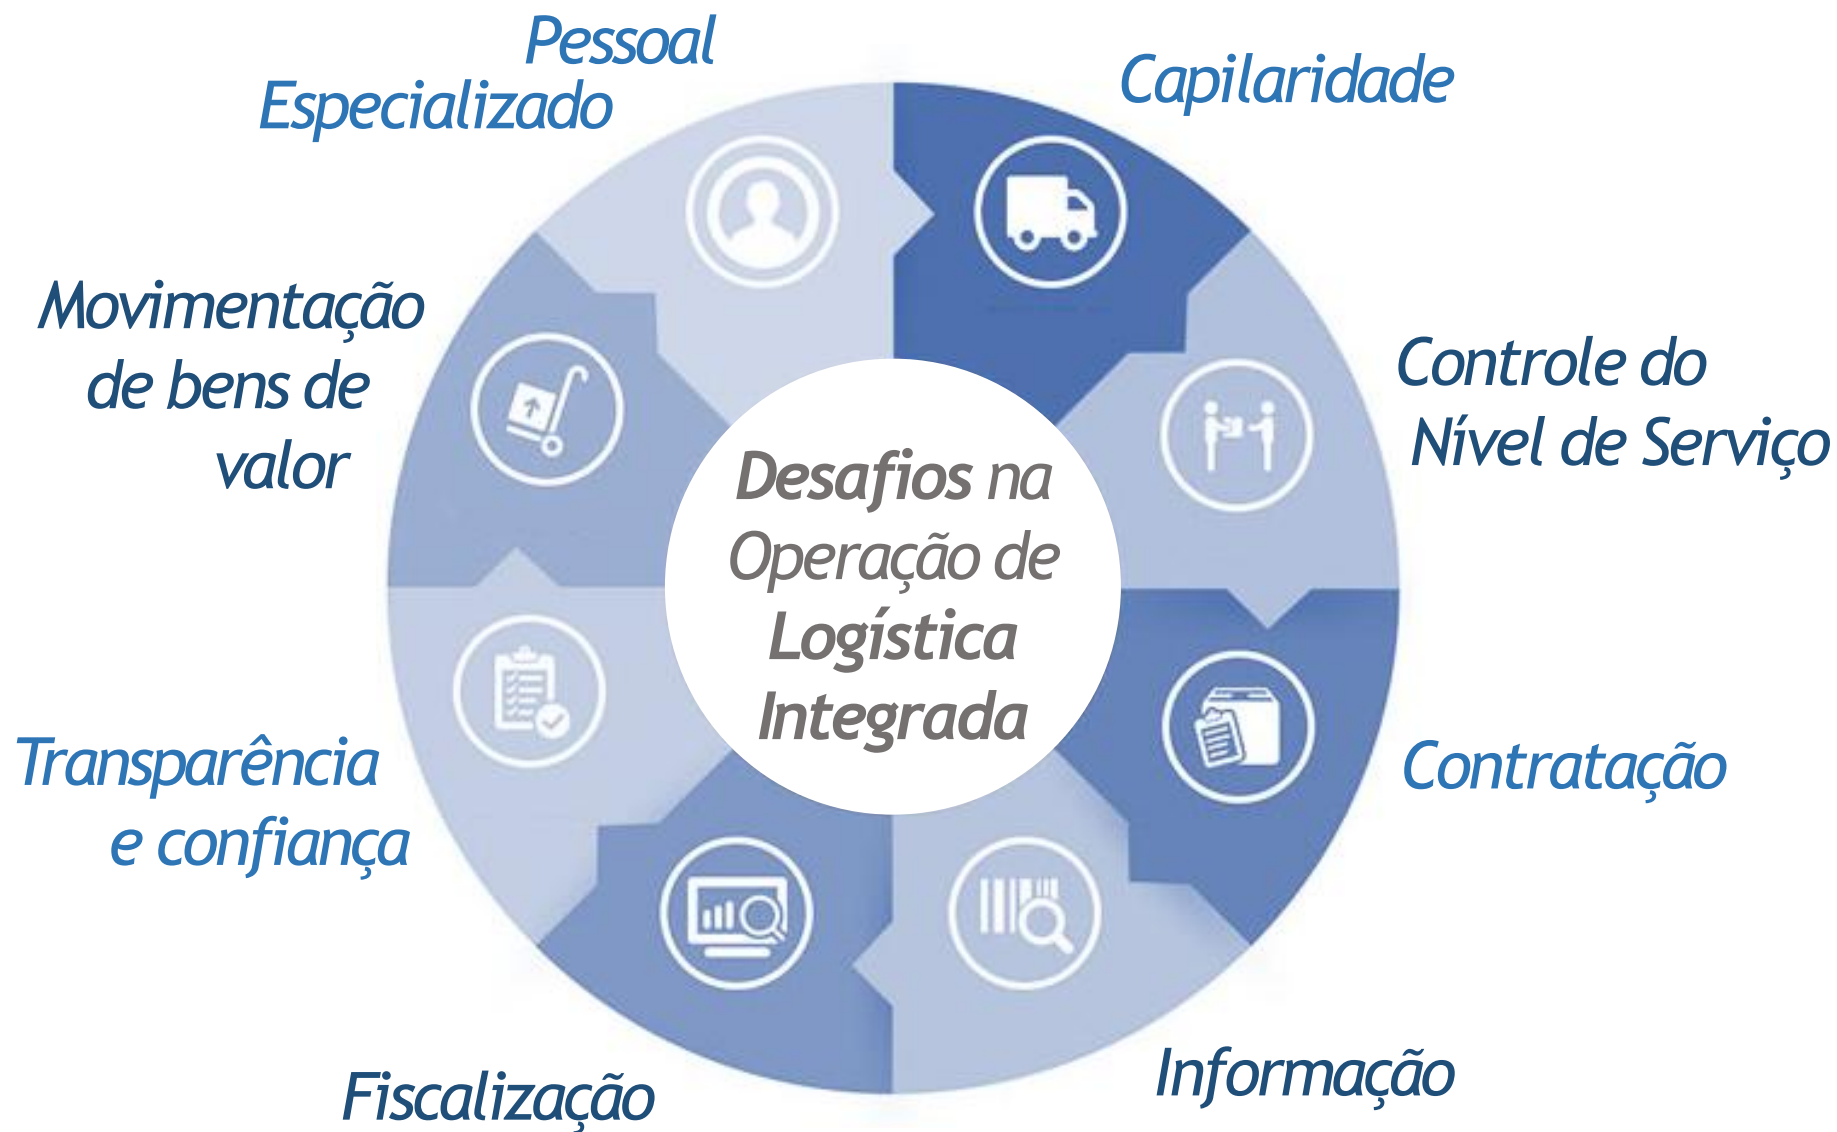 Pessoal
Especializado
Capilaridade
Movimentação
de bens de
valor
Controle do
Nível de Serviço
Desafios na
Operação de
Logística
Integrada
Transparência
e confiança
Contratação
Fiscalização
Informação